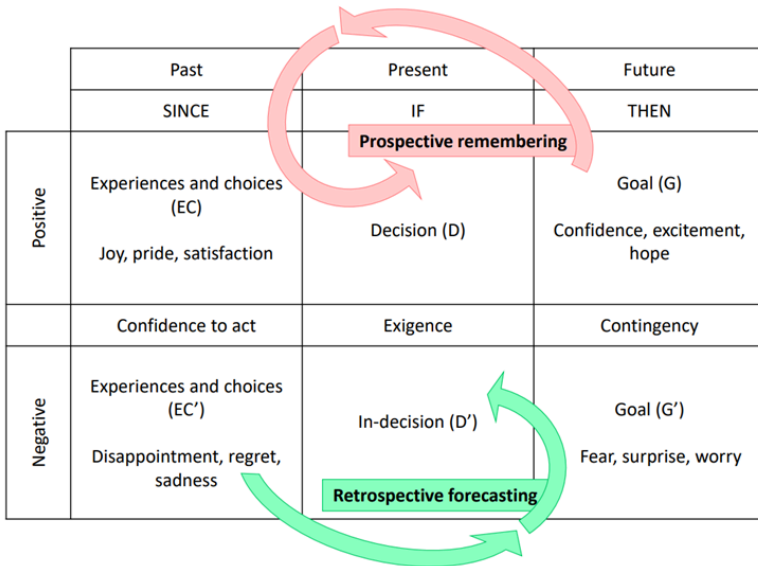 Past
Present
Future
SINCE
IF
THEN
Prospective remembering
Positive
Experiences and choices
(EC)
Joy, pride, satisfaction
Decision (D)
Goal (G)
Confidence, excitement,
hope
Confidence to act
Exigence
Contingency
Negative
Experiences and choices
(EC’)
Disappointment, regret,
sadness
In-decision (D’)
Goal (G’)
Fear, surprise, worry
Retrospective forecasting